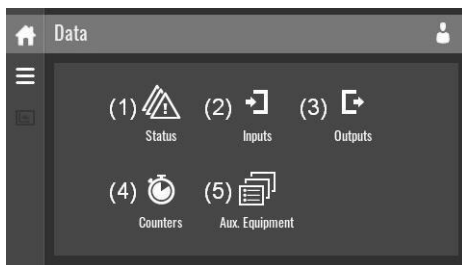 Data
(1) (2) (3)
Status Inputs Outputs
(4) (5)
Counters Aux. Equipment